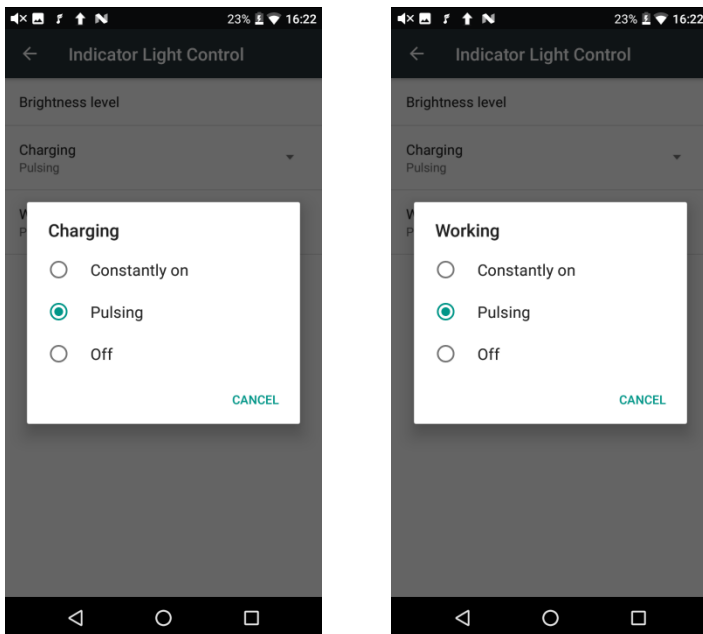 23% 16:22
Indicator Light Control
Brightness level
Charging
Pulsing
W
P
Charging
Constantly on
Pulsing
Off
CANCEL
23% 16:22
Indicator Light Control
Brightness level
Charging
Pulsing
W
P
Working
Constantly on
Pulsing
Off
CANCEL